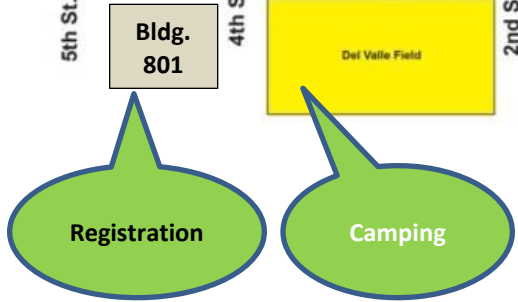 5th St.
Bldg.
801
4th S
Del Valle Field
2nd S
Registration
Camping